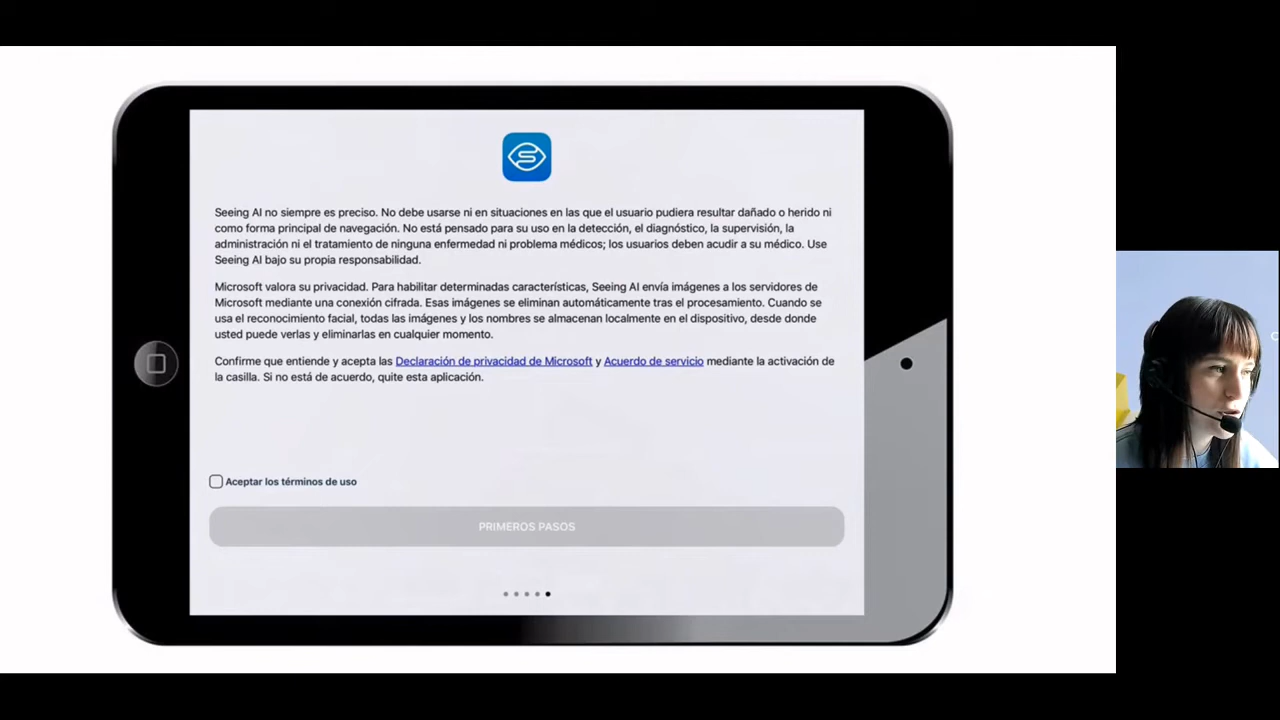 Seeing AI no siempre es preciso. No debe usarse ni en situaciones en las que el usuario pudiera resultar dañado o herido ni
como forma principal de navegación. No está pensado para su uso en la detección, el diagnóstico, la supervisión, la
administración ni el tratamiento de ninguna enfermedad ni problema médicos; los usuarios deben acudir a su médico. Use
Seeing AI bajo su propia responsabilidad.
Microsoft valora su privacidad. Para habilitar determinadas características, Seeing AI envía imágenes a los servidores de
Microsoft mediante una conexión cifrada. Esas imágenes se eliminan automáticamente tras el procesamiento. Cuando se
usa el reconocimiento facial, todas las imágenes y los nombres se almacenan localmente en el dispositivo, desde donde
usted puede verlas y eliminarlas en cualquier momento.
Confirme que entiende y acepta las Declaración de privacidad de Microsoft y Acuerdo de servicio mediante la activación de
la casilla. Si no está de acuerdo, quite esta aplicación.
Aceptar los términos de uso
PRIMEROS PASOS